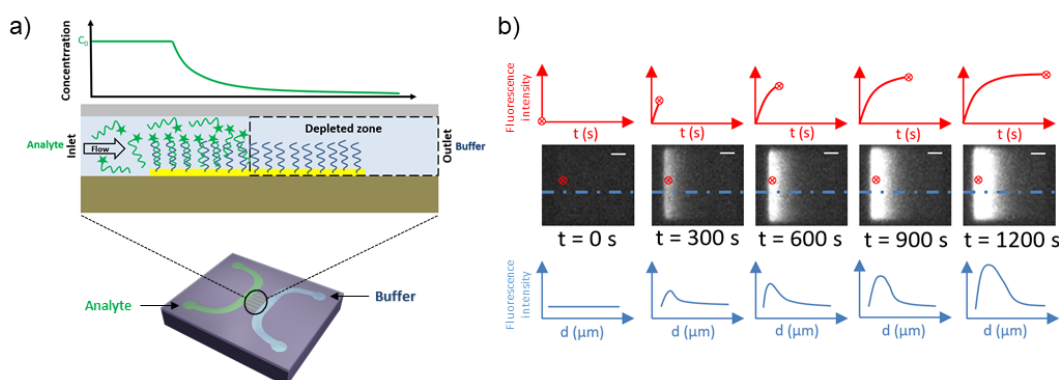 a)
Concentrration
C₀
Depleted zone
Analyte
Inlet
Flow
Outlet
Buffer
Analyte
Buffer
b)
Fluorescence
intensity
t (s)
t (s)
t (s)
t (s)
t (s)
t = 0 s
t = 300 s
t = 600 s
t = 900 s
t = 1200 s
Fluorescence
intensity
d (µm)
d (µm)
d (µm)
d (µm)
d (µm)